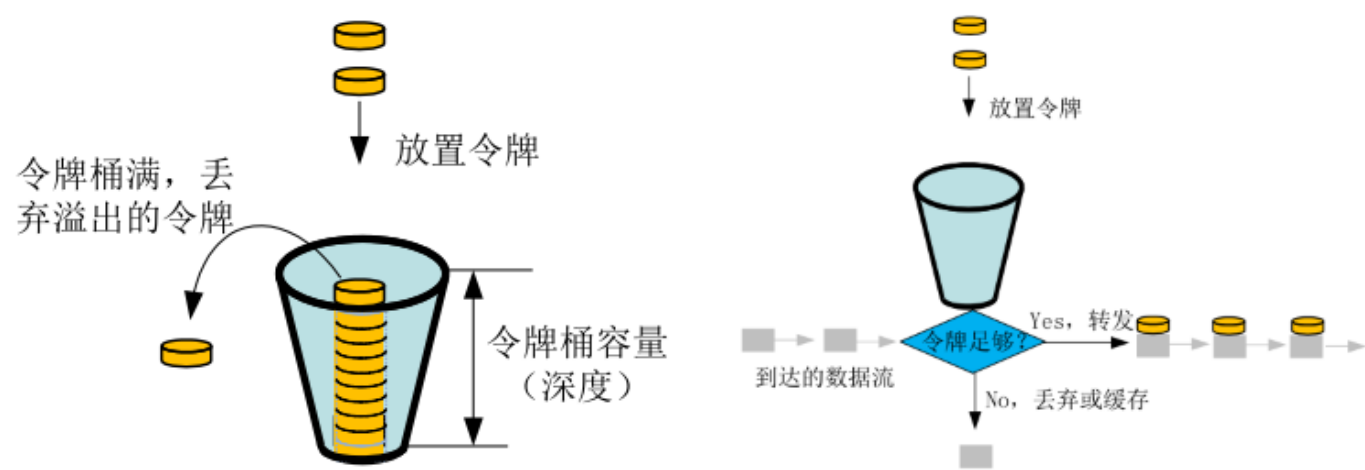 放置令牌
令牌桶满，丢
弃溢出的令牌
令牌桶容量
（深度）
放置令牌
令牌足够？
Yes，转发
到达的数据流
No，丢弃或缓存